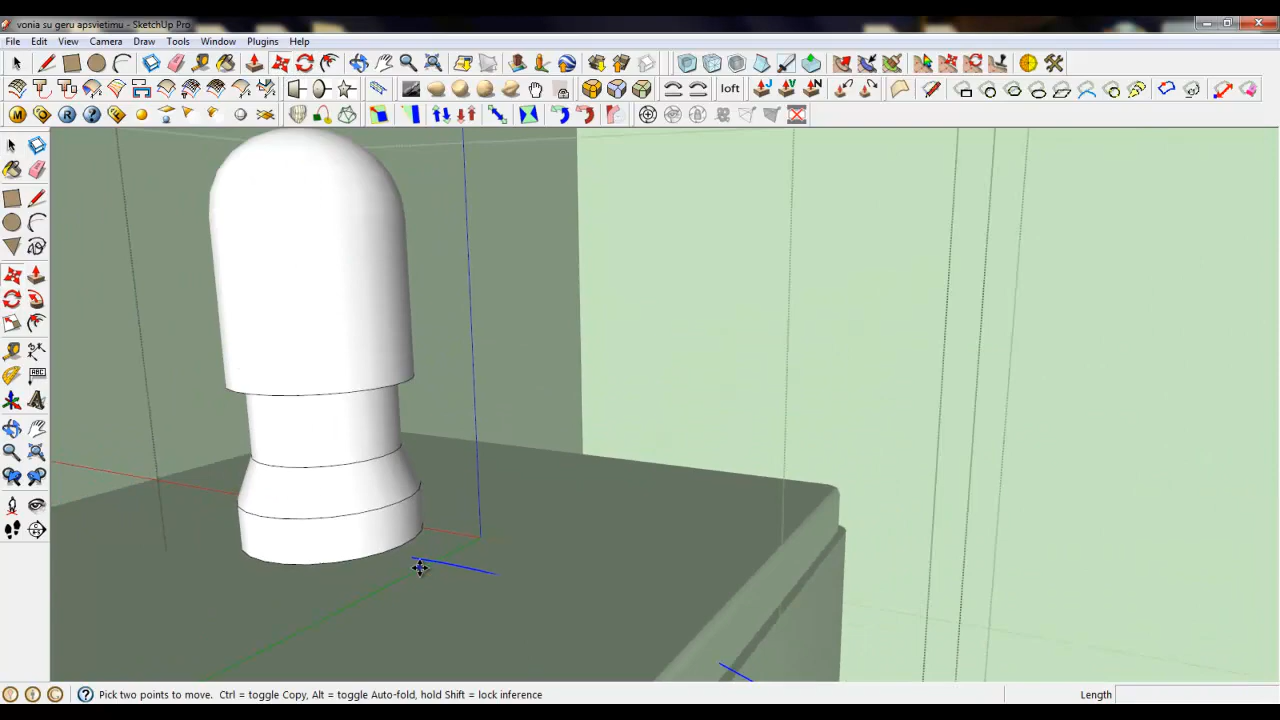 vonia su geru apsvietimu - SketchUp Pro
File Edit View Camera Draw Tools Window Plugins Help
loft J V N
M R ?
ABC
Pick two points to move. Ctrl = toggle Copy, Alt = toggle Auto-fold, hold Shift = lock inference Length